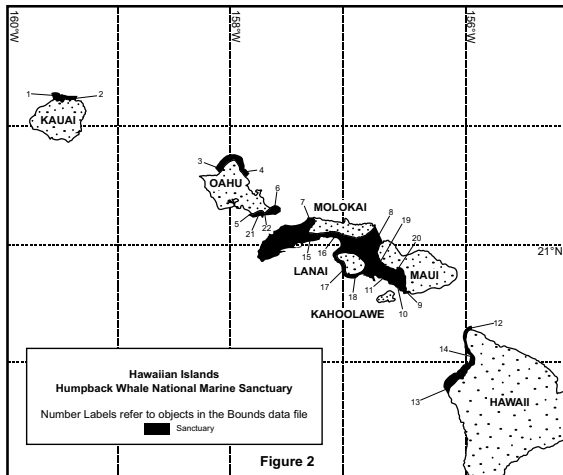 160°W
158°W
156°W
1
2
KAUAI
3
4
OAHU
6
5
21
22
7
MOLOKAI
8
19
20
21°N
15
16
LANAI
MAUI
17
18
11
KAHOOLAWE
10
9
12
14
13
HAWAII
Hawaiian Islands
Humpback Whale National Marine Sanctuary
Number Labels refer to objects in the Bounds data file
Sanctuary
Figure 2